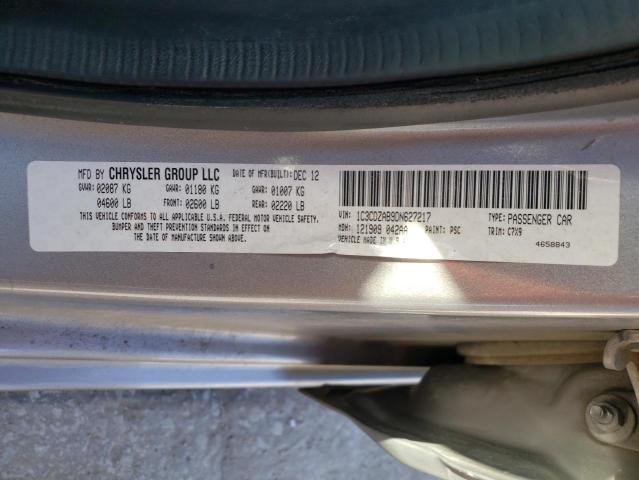 MFD BY CHRYSLER GROUP LLC DATE OF MFR(BUILT): DEC 12
GVWR: 02087 KG GAWR: 01180 KG GAWR: 01007 KG
04600 LB FRONT: 02600 LB REAR: 02220 LB
THIS VEHICLE CONFORMS TO ALL APPLICABLE U.S.A. FEDERAL MOTOR VEHICLE SAFETY,
BUMPER AND THEFT PREVENTION STANDARDS IN EFFECT ON
THE DATE OF MANUFACTURE SHOWN ABOVE.
VIN: 1C3CDZAB9DN627217 TYPE: PASSENGER CAR
MDH: 121909 042AA PAINT: PSC TRIM: C7X9
MADE IN U.S.A.
4658843